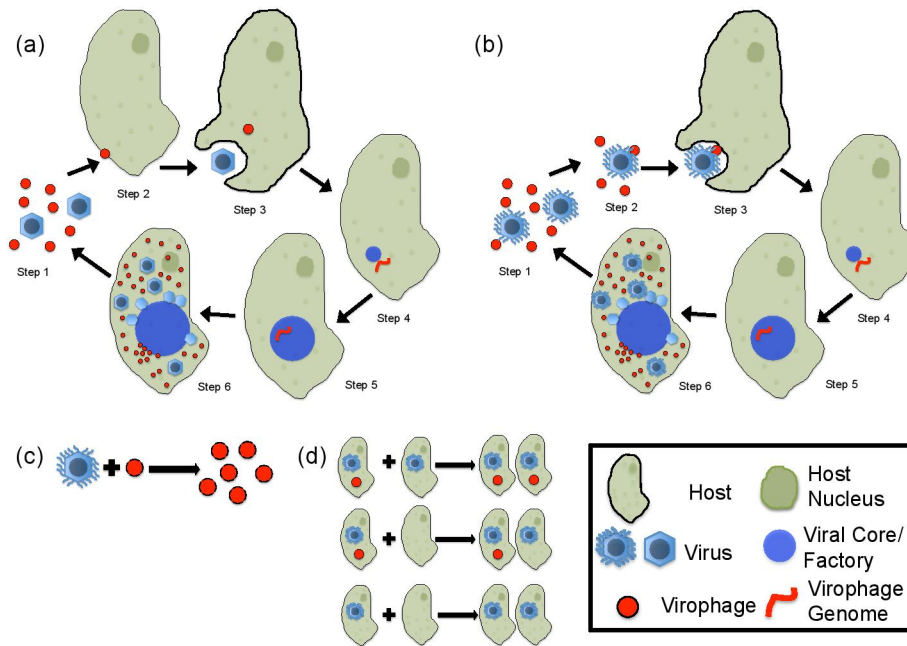 (a)
Step 1
Step 2
Step 3
Step 4
Step 5
Step 6
(b)
Step 1
Step 2
Step 3
Step 4
Step 5
Step 6
(c)
(d)
Host
Host
Nucleus
Virus
Viral Core/
Factory
Virophage
Virophage
Genome